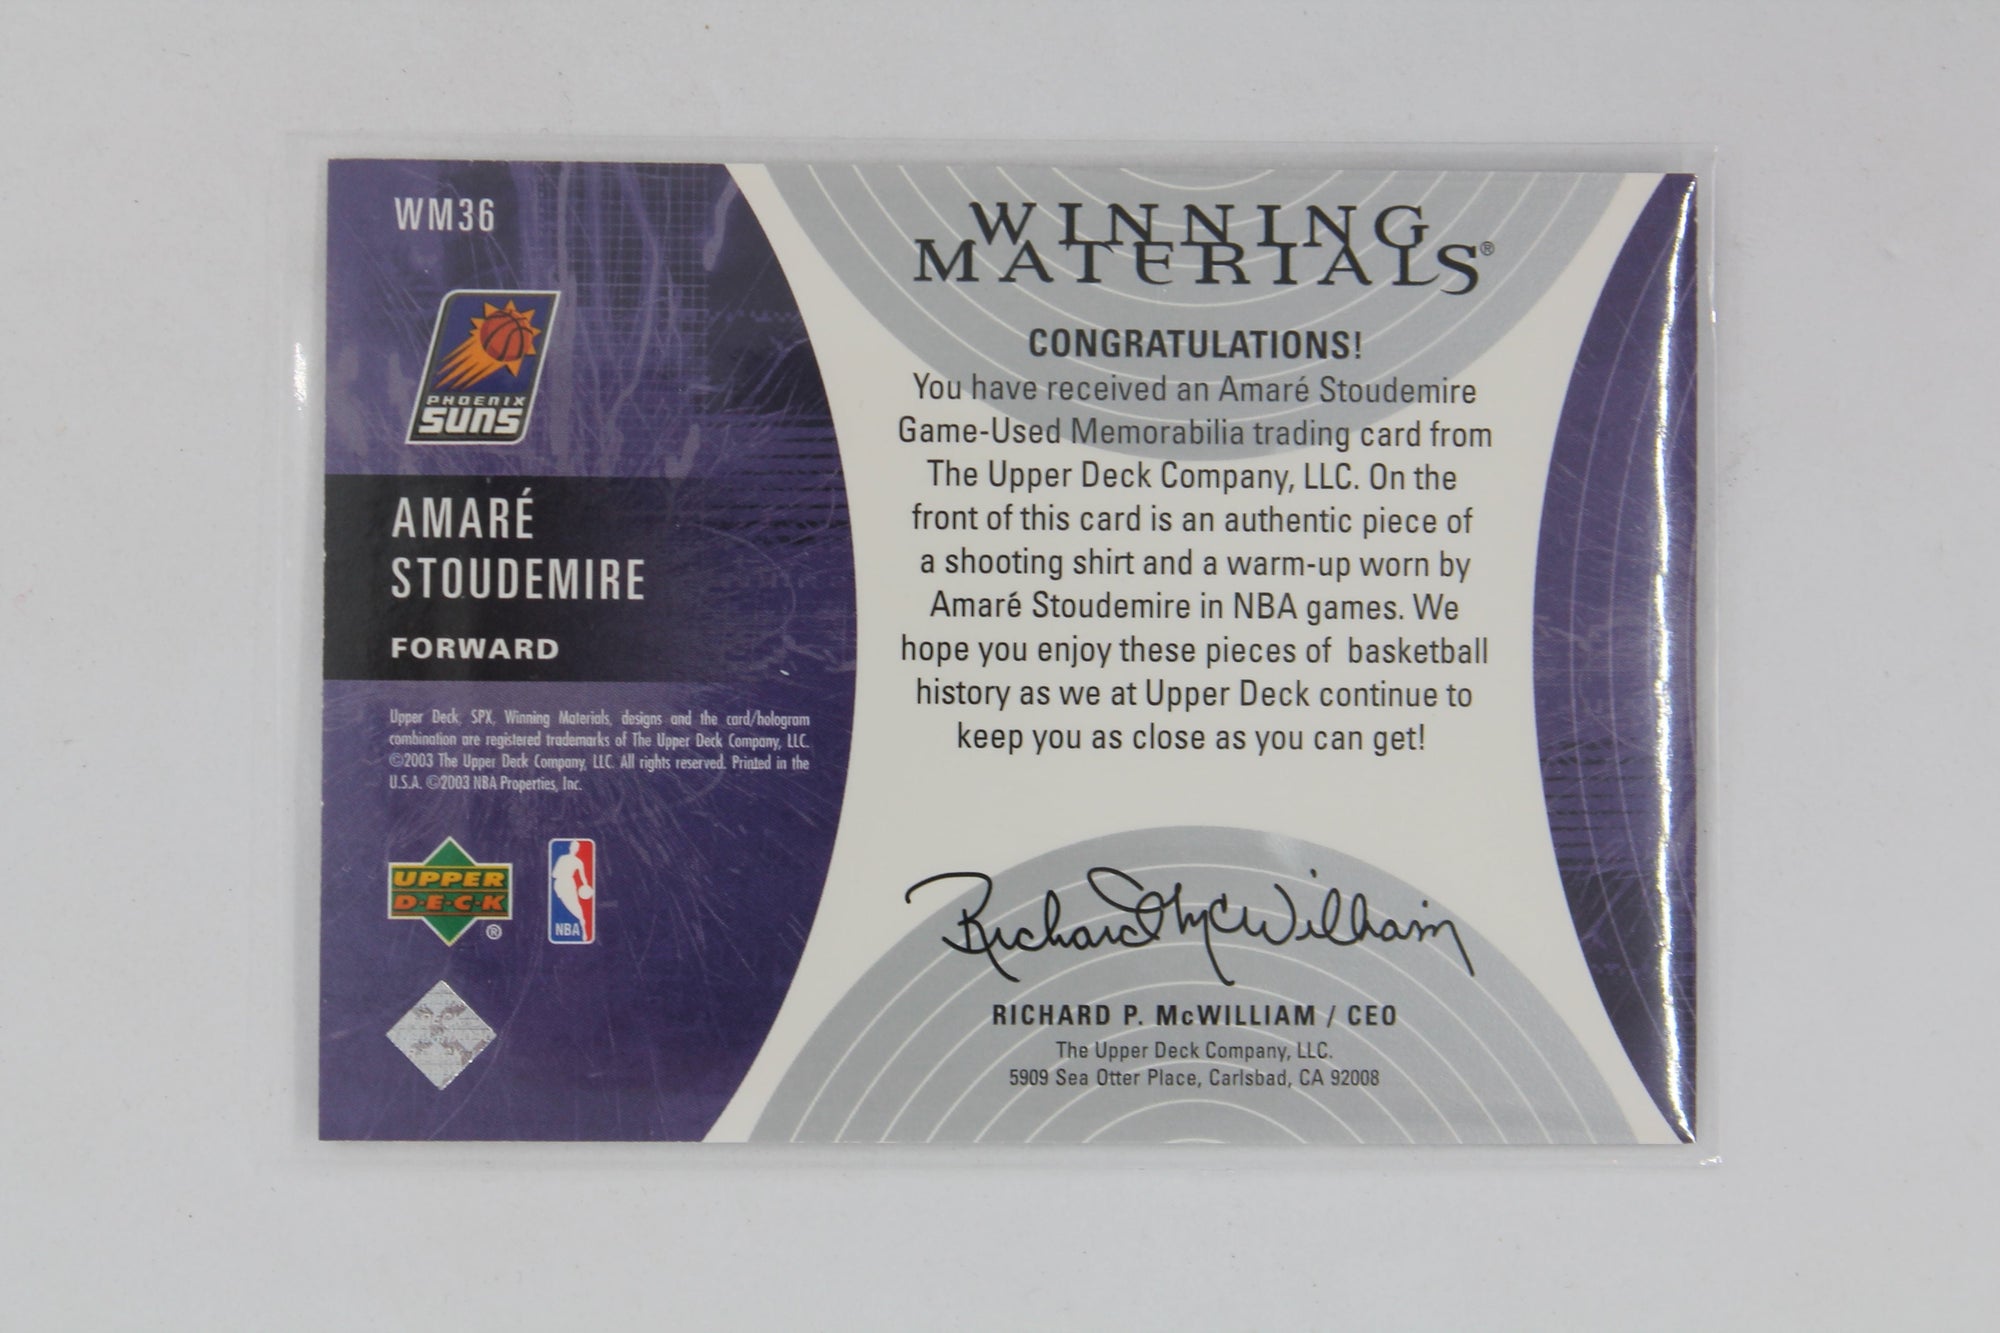 WM36
PHOENIX
SUNS
AMARÉ
STOUDEMIRE
FORWARD
Upper Deck, SPX, Winning Materials, designs and the card/hologram
combination are registered trademarks of The Upper Deck Company, LLC.
©2003 The Upper Deck Company, LLC. All rights reserved. Printed in the
U.S.A. ©2003 NBA Properties, Inc.
UPPER
D·E·C·K
®
NBA
WINNING
MATERIALS®
CONGRATULATIONS!
You have received an Amaré Stoudemire
Game-Used Memorabilia trading card from
The Upper Deck Company, LLC. On the
front of this card is an authentic piece of
a shooting shirt and a warm-up worn by
Amaré Stoudemire in NBA games. We
hope you enjoy these pieces of basketball
history as we at Upper Deck continue to
keep you as close as you can get!
Richard McWilliam
RICHARD P. McWILLIAM / CEO
The Upper Deck Company, LLC.
5909 Sea Otter Place, Carlsbad, CA 92008